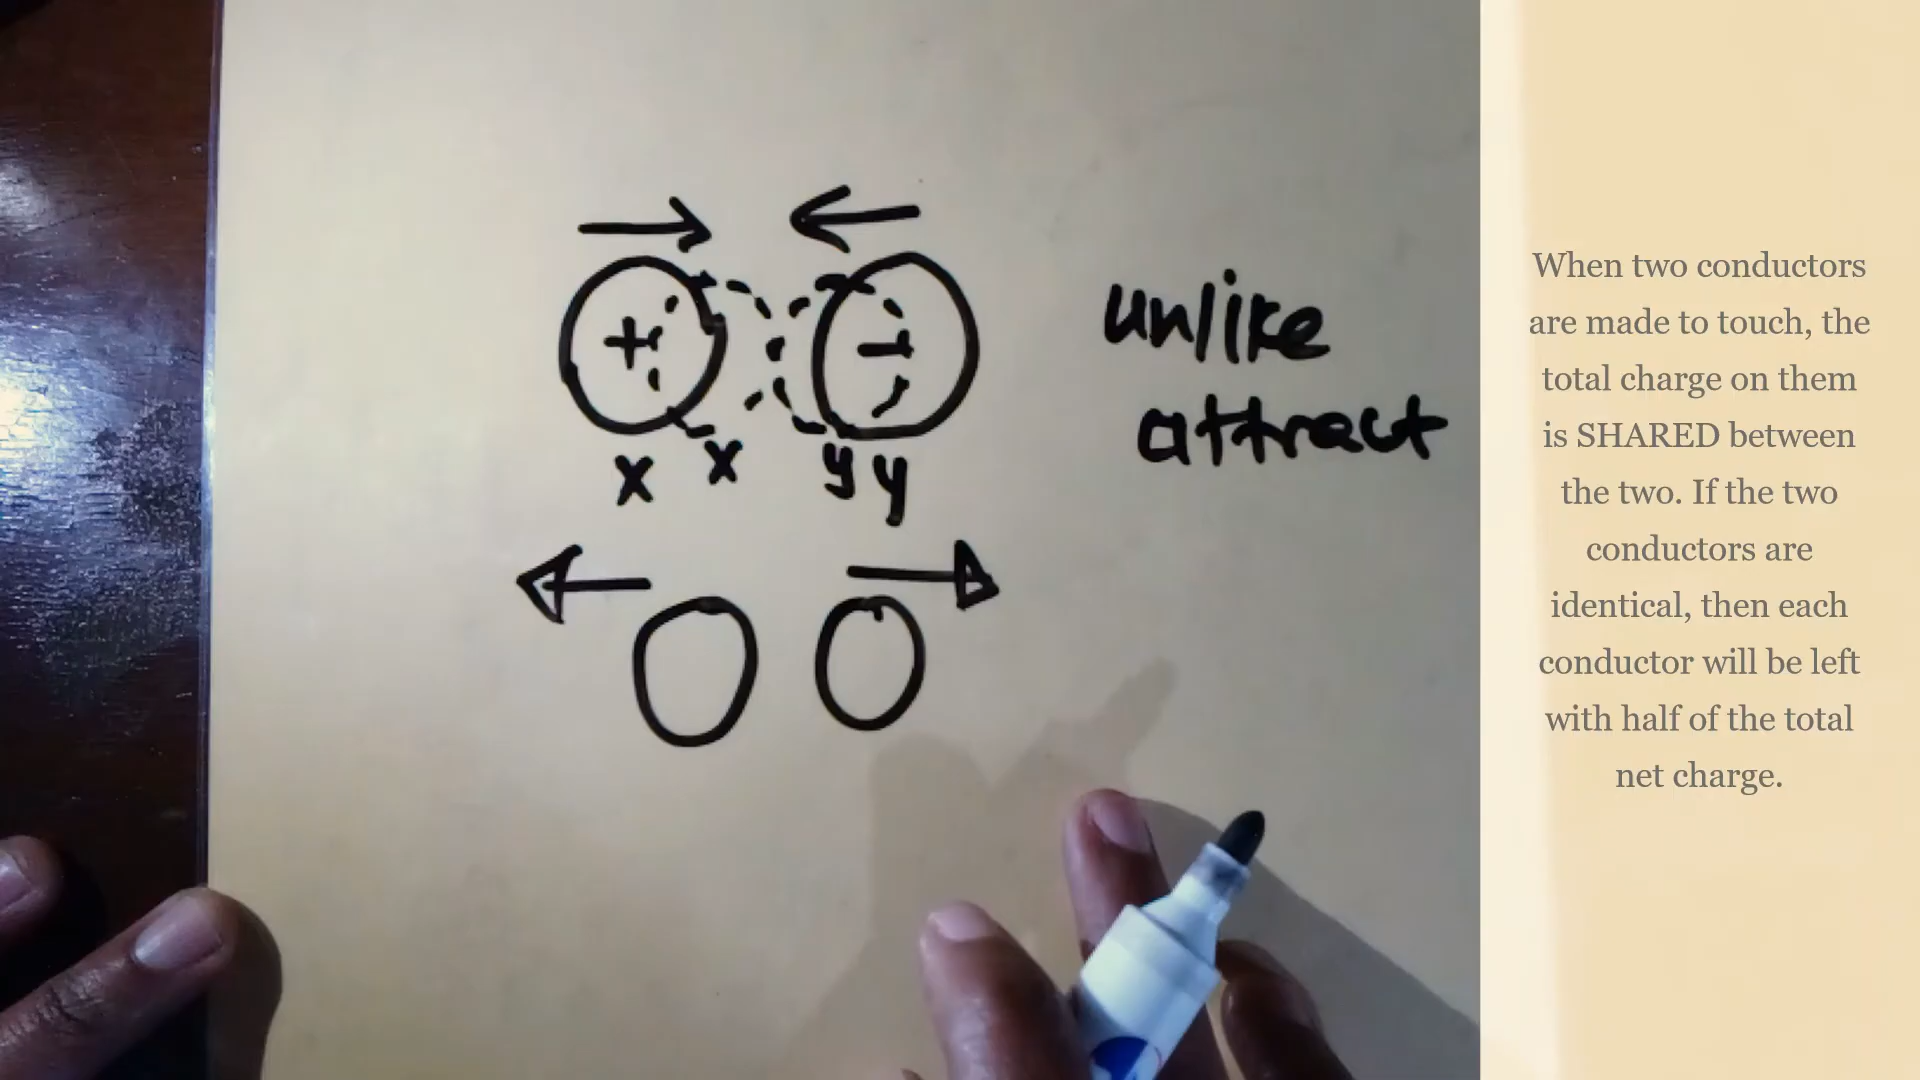 + -
unlike
attract
x x y y
When two conductors
are made to touch, the
total charge on them
is SHARED between
the two. If the two
conductors are
identical, then each
conductor will be left
with half of the total
net charge.